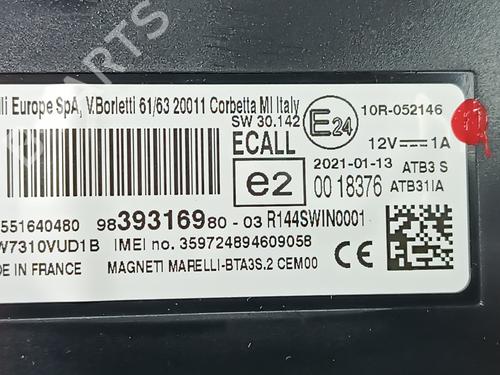 PARTS
lli Europe SpA, V.Borletti 61/63 20011 Corbetta MI Italy
SW 30.142
ECALL
E24
10R-052146
12V 1A
e2
2021-01-13
ATB3 S
00 18376
ATB31IA
551640480
9839316980-03
R144SWIN0001
W7310VUD1B
IMEI no. 359724894609058
DE IN FRANCE
MAGNETI MARELLI-BTA3S.2 CEM00
CE